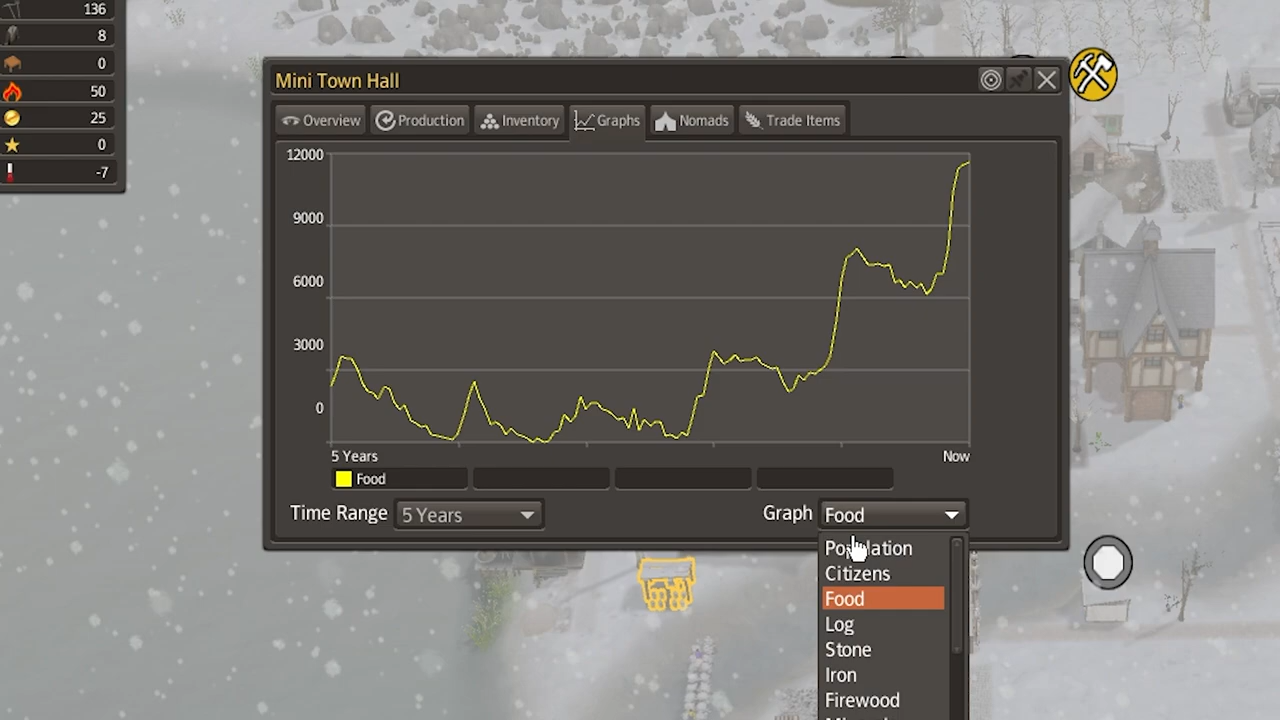 136
8
0
50
25
0
-7
Mini Town Hall
Overview Production Inventory Graphs Nomads Trade Items
12000
9000
6000
3000
0
5 Years Now
Food
Time Range 5 Years Graph Food
Population
Citizens
Food
Log
Stone
Iron
Firewood